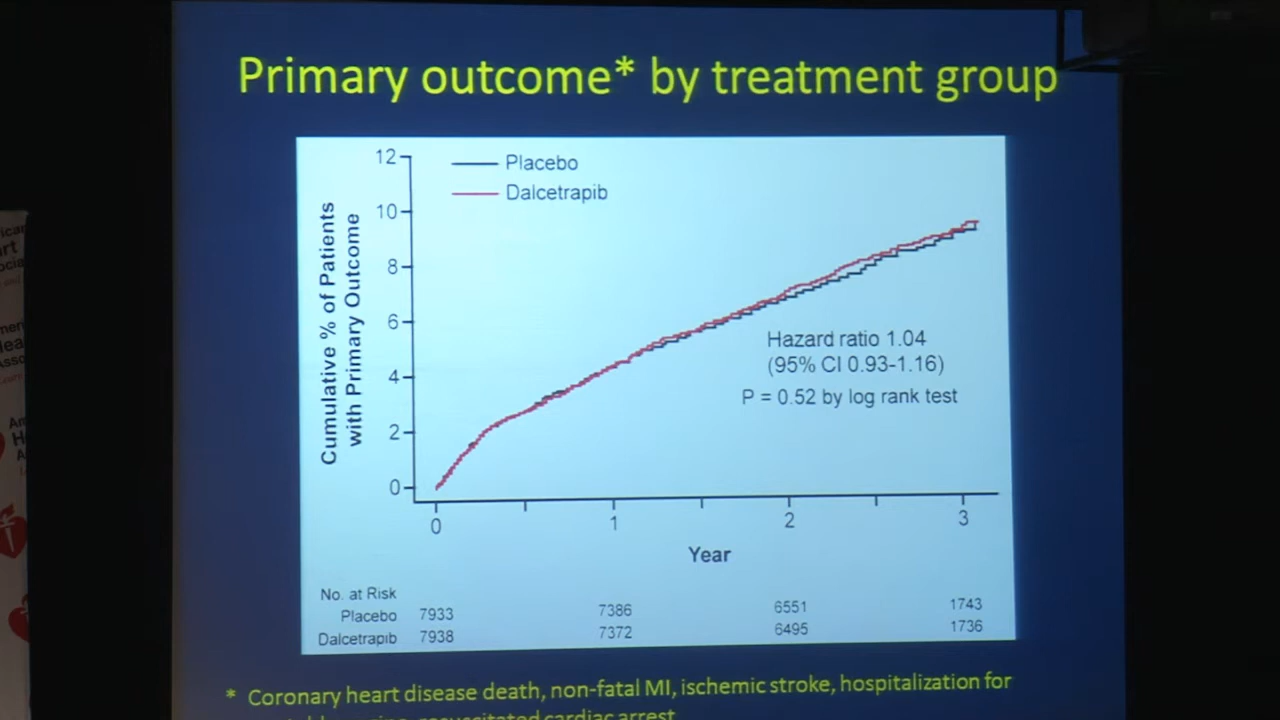 Primary outcome* by treatment group
12
10
8
6
4
2
0
Cumulative % of Patients
with Primary Outcome
Placebo
Dalcetrapib
Hazard ratio 1.04
(95% CI 0.93-1.16)
P = 0.52 by log rank test
0 1 2 3
Year
No. at Risk
Placebo 7933 7386 6551 1743
Dalcetrapib 7938 7372 6495 1736
* Coronary heart disease death, non-fatal MI, ischemic stroke, hospitalization for
resuscitated cardiac arrest